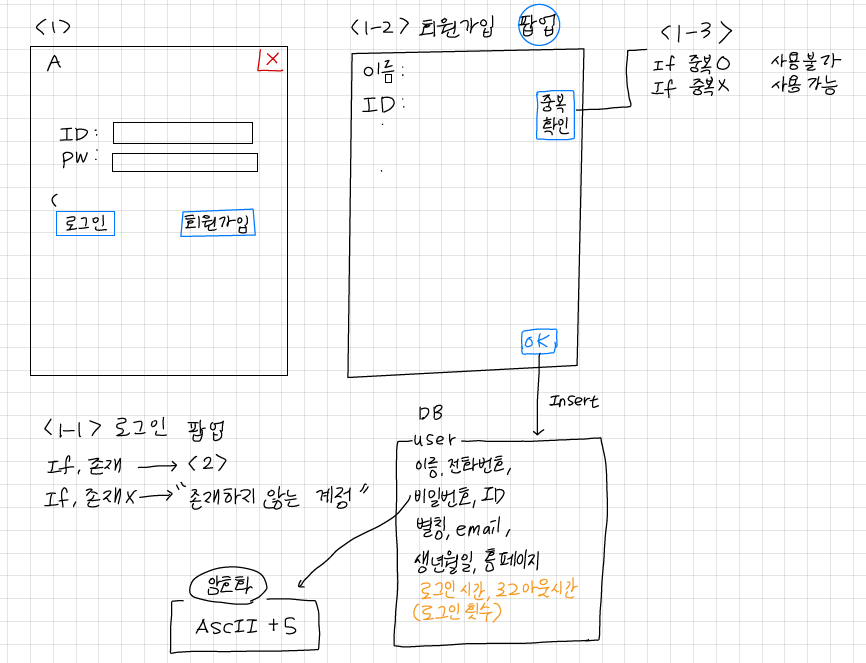 <1>
A
X
ID :
PW :
로그인
회원가입
<1-2> 회원가입 팝업
이름 :
ID :
중복
확인
OK
<1-3>
If 중복O 사용불가
If 중복X 사용가능
<1-1> 로그인 팝업
If, 존재 → <2>
If, 존재X → "존재하지 않는 계정"
Insert
DB
user
이름, 전화번호,
비밀번호, ID
별칭, email,
생년월일, 홈페이지
로그인 시간, 로그아웃시간
(로그인 횟수)
암호화
AscII + 5